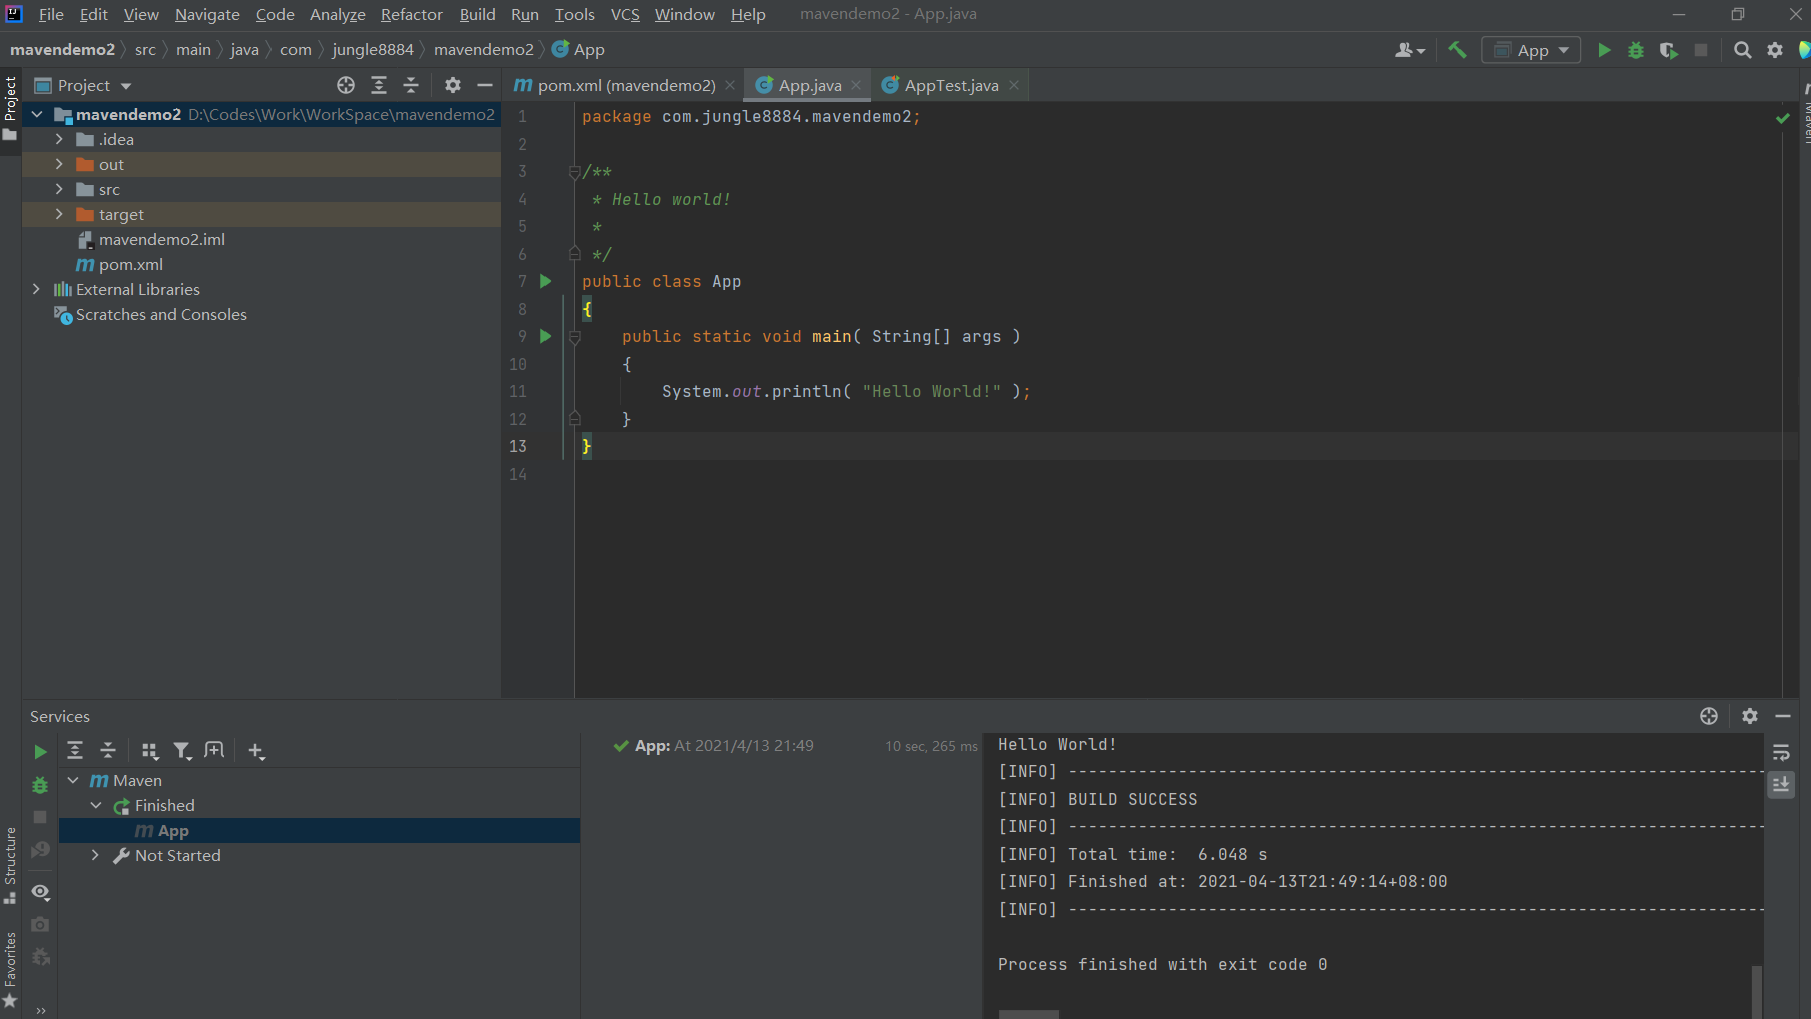 File Edit View Navigate Code Analyze Refactor Build Run Tools VCS Window Help mavendemo2 - App.java
mavendemo2 src main java com jungle8884 mavendemo2 App
App
Project
pom.xml (mavendemo2) App.java AppTest.java
Project
Structure
Favorites
Maven
mavendemo2 D:\Codes\Work\WorkSpace\mavendemo2
.idea
out
src
target
mavendemo2.iml
pom.xml
External Libraries
Scratches and Consoles
1 package com.jungle8884.mavendemo2;
2
3 /**
4 * Hello world!
5 *
6 */
7 public class App
8 {
9 public static void main( String[] args )
10 {
11 System.out.println( "Hello World!" );
12 }
13 }
14
Services
Maven
Finished
App
Not Started
App: At 2021/4/13 21:49 10 sec, 265 ms
Hello World!
[INFO] ----------------------------------------------------------------------
[INFO] BUILD SUCCESS
[INFO] ----------------------------------------------------------------------
[INFO] Total time:  6.048 s
[INFO] Finished at: 2021-04-13T21:49:14+08:00
[INFO] ----------------------------------------------------------------------
Process finished with exit code 0